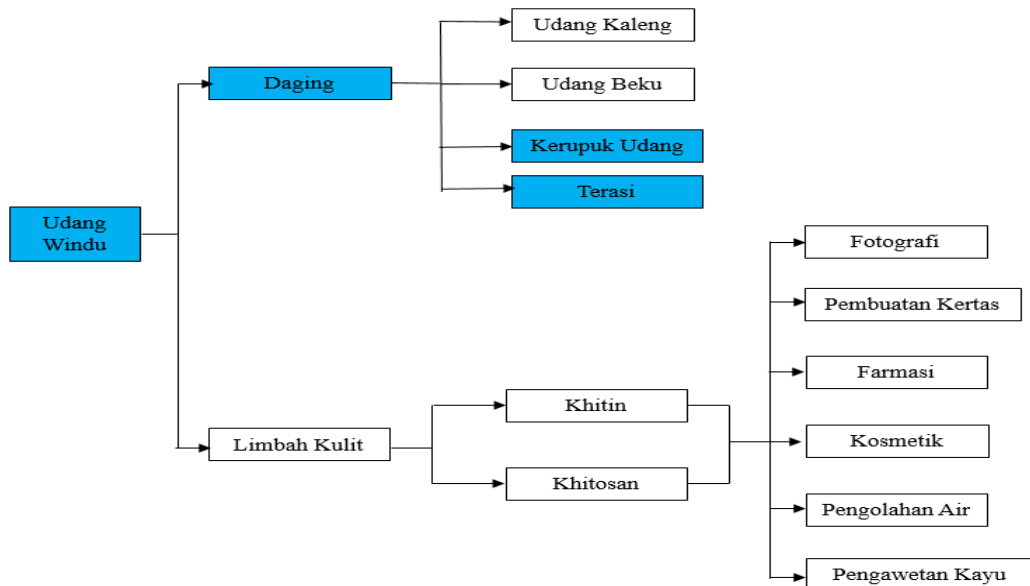 Udang Kaleng
Daging
Udang Beku
Kerupuk Udang
Terasi
Udang
Windu
Fotografi
Pembuatan Kertas
Farmasi
Khitin
Limbah Kulit
Kosmetik
Khitosan
Pengolahan Air
Pengawetan Kayu